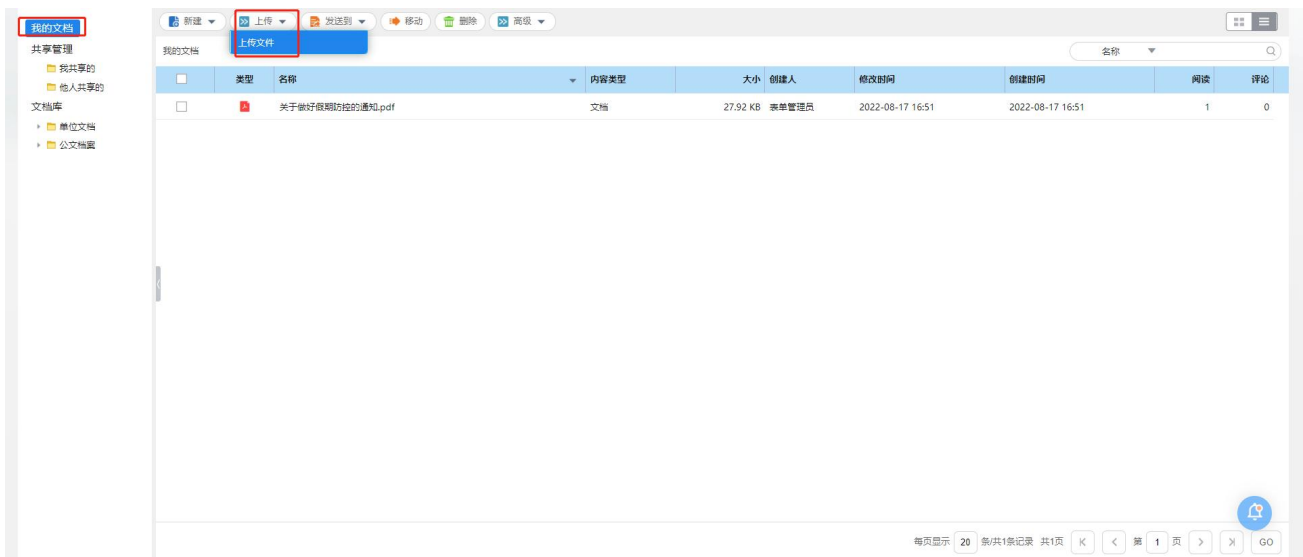 我的文档
共享管理
我共享的
他人共享的
文档库
单位文档
公文档案
新建 上传 发送到 移动 删除 高级
上传文件
我的文档 名称
类型 名称 内容类型 大小 创建人 修改时间 创建时间 阅读 评论
关于做好假期防控的通知.pdf 文档 27.92 KB 表单管理员 2022-08-17 16:51 2022-08-17 16:51 1 0
每页显示 20 条/共1条记录 共1页 第 1 页 GO